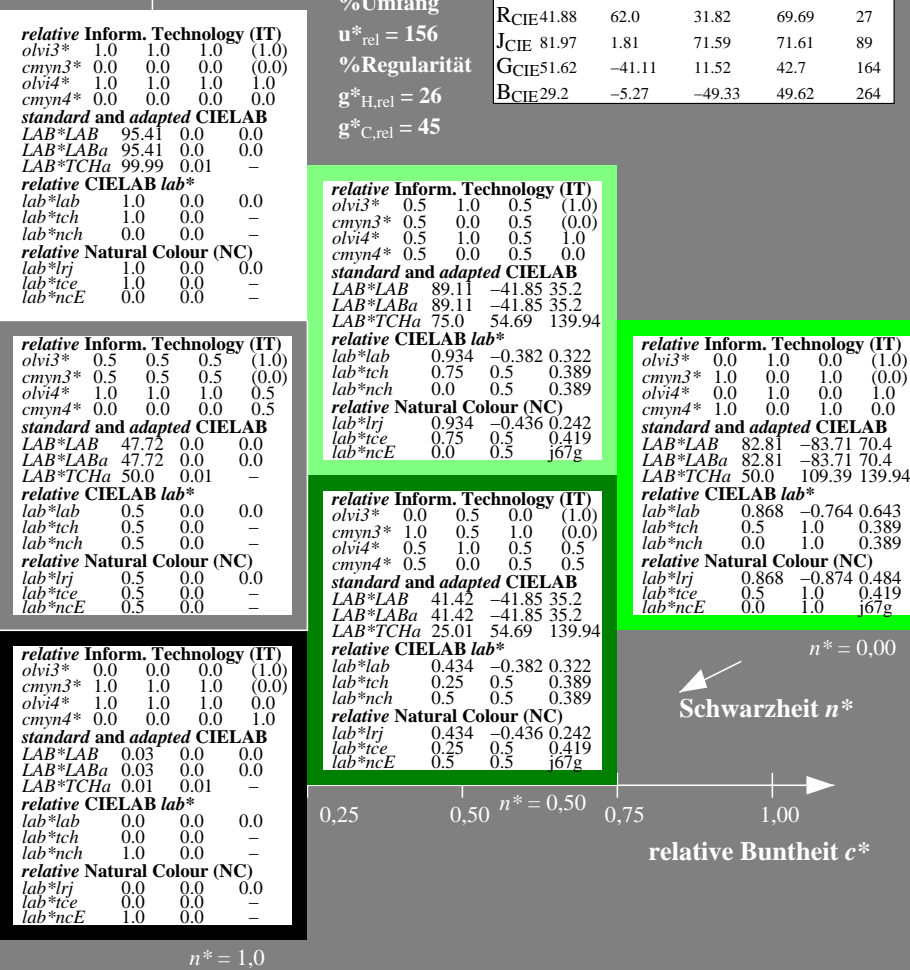 %Umfang
u*rel = 156
%Regularität
g*H,rel = 26
g*C,rel = 45
RCIE 41.88 62.0 31.82 69.69 27
JCIE 81.97 1.81 71.59 71.61 89
GCIE 51.62 −41.11 11.52 42.7 164
BCIE 29.2 −5.27 −49.33 49.62 264
relative Inform. Technology (IT)
olvi3* 1.0 1.0 1.0 (1.0)
cmyn3* 0.0 0.0 0.0 (0.0)
olvi4* 1.0 1.0 1.0 1.0
cmyn4* 0.0 0.0 0.0 0.0
standard and adapted CIELAB
LAB*LAB 95.41 0.0 0.0
LAB*LABa 95.41 0.0 0.0
LAB*TCHa 99.99 0.01 –
relative CIELAB lab*
lab*lab 1.0 0.0 0.0
lab*tch 1.0 0.0 –
lab*nch 0.0 0.0 –
relative Natural Colour (NC)
lab*lrj 1.0 0.0 0.0
lab*tce 1.0 0.0 –
lab*ncE 0.0 0.0 –
relative Inform. Technology (IT)
olvi3* 0.5 1.0 0.5 (1.0)
cmyn3* 0.5 0.0 0.5 (0.0)
olvi4* 0.5 1.0 0.5 1.0
cmyn4* 0.5 0.0 0.5 0.0
standard and adapted CIELAB
LAB*LAB 89.11 −41.85 35.2
LAB*LABa 89.11 −41.85 35.2
LAB*TCHa 75.0 54.69 139.94
relative CIELAB lab*
lab*lab 0.934 −0.382 0.322
lab*tch 0.75 0.5 0.389
lab*nch 0.0 0.5 0.389
relative Natural Colour (NC)
lab*lrj 0.934 −0.436 0.242
lab*tce 0.75 0.5 0.419
lab*ncE 0.0 0.5 j67g
relative Inform. Technology (IT)
olvi3* 0.5 0.5 0.5 (1.0)
cmyn3* 0.5 0.5 0.5 (0.0)
olvi4* 1.0 1.0 1.0 0.5
cmyn4* 0.0 0.0 0.0 0.5
standard and adapted CIELAB
LAB*LAB 47.72 0.0 0.0
LAB*LABa 47.72 0.0 0.0
LAB*TCHa 50.0 0.01 –
relative CIELAB lab*
lab*lab 0.5 0.0 0.0
lab*tch 0.5 0.0 –
lab*nch 0.5 0.0 –
relative Natural Colour (NC)
lab*lrj 0.5 0.0 0.0
lab*tce 0.5 0.0 –
lab*ncE 0.5 0.0 –
relative Inform. Technology (IT)
olvi3* 0.0 1.0 0.0 (1.0)
cmyn3* 1.0 0.0 1.0 (0.0)
olvi4* 0.0 1.0 0.0 1.0
cmyn4* 1.0 0.0 1.0 0.0
standard and adapted CIELAB
LAB*LAB 82.81 −83.71 70.4
LAB*LABa 82.81 −83.71 70.4
LAB*TCHa 50.0 109.39 139.94
relative CIELAB lab*
lab*lab 0.868 −0.764 0.643
lab*tch 0.5 1.0 0.389
lab*nch 0.0 1.0 0.389
relative Natural Colour (NC)
lab*lrj 0.868 −0.874 0.484
lab*tce 0.5 1.0 0.419
lab*ncE 0.0 1.0 j67g
relative Inform. Technology (IT)
olvi3* 0.0 0.5 0.0 (1.0)
cmyn3* 1.0 0.5 1.0 (0.0)
olvi4* 0.5 1.0 0.5 0.5
cmyn4* 0.5 0.0 0.5 0.5
standard and adapted CIELAB
LAB*LAB 41.42 −41.85 35.2
LAB*LABa 41.42 −41.85 35.2
LAB*TCHa 25.01 54.69 139.94
relative CIELAB lab*
lab*lab 0.434 −0.382 0.322
lab*tch 0.25 0.5 0.389
lab*nch 0.5 0.5 0.389
relative Natural Colour (NC)
lab*lrj 0.434 −0.436 0.242
lab*tce 0.25 0.5 0.419
lab*ncE 0.5 0.5 j67g
relative Inform. Technology (IT)
olvi3* 0.0 0.0 0.0 (1.0)
cmyn3* 1.0 1.0 1.0 (0.0)
olvi4* 1.0 1.0 1.0 0.0
cmyn4* 0.0 0.0 0.0 1.0
standard and adapted CIELAB
LAB*LAB 0.03 0.0 0.0
LAB*LABa 0.03 0.0 0.0
LAB*TCHa 0.01 0.01 –
relative CIELAB lab*
lab*lab 0.0 0.0 0.0
lab*tch 0.0 0.0 –
lab*nch 1.0 0.0 –
relative Natural Colour (NC)
lab*lrj 0.0 0.0 0.0
lab*tce 0.0 0.0 –
lab*ncE 1.0 0.0 –
n* = 0,00
Schwarzheit n*
n* = 0,50
0,25 0,50 0,75 1,00
relative Buntheit c*
n* = 1,0